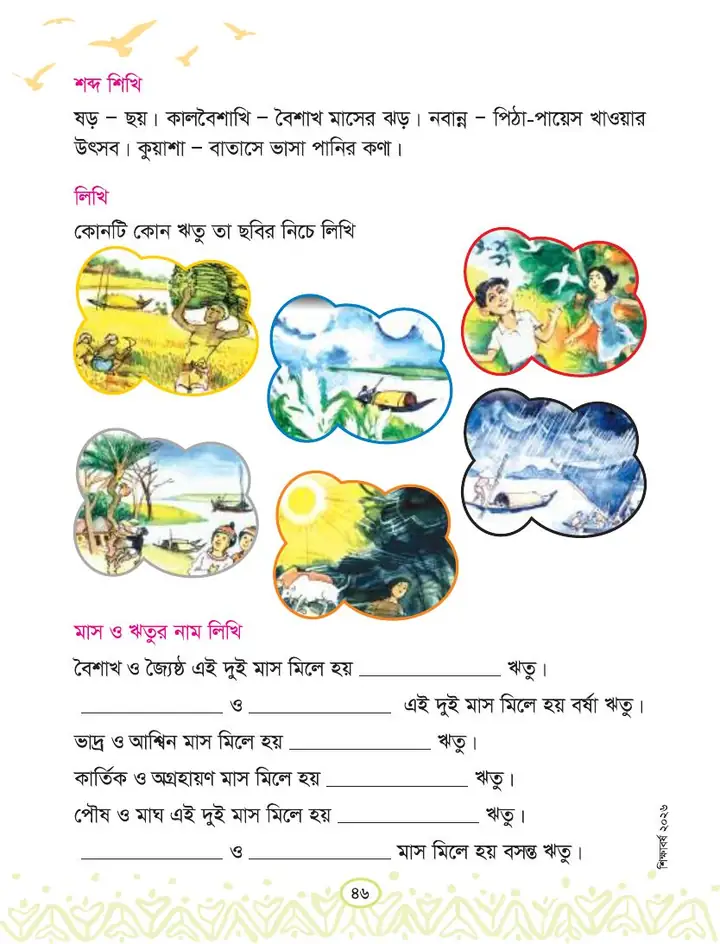 শব্দ শিখি
ষড় – ছয়। কালবৈশাখি – বৈশাখ মাসের ঝড়। নবান্ন – পিঠা-পায়েস খাওয়ার
উৎসব। কুয়াশা – বাতাসে ভাসা পানির কণা।
লিখি
কোনটি কোন ঋতু তা ছবির নিচে লিখি
মাস ও ঋতুর নাম লিখি
বৈশাখ ও জ্যৈষ্ঠ এই দুই মাস মিলে হয় ______________ ঋতু।
______________ ও ______________ এই দুই মাস মিলে হয় বর্ষা ঋতু।
ভাদ্র ও আশ্বিন মাস মিলে হয় ______________ ঋতু।
কার্তিক ও অগ্রহায়ণ মাস মিলে হয় ______________ ঋতু।
পৌষ ও মাঘ এই দুই মাস মিলে হয় ______________ ঋতু।
______________ ও ______________ মাস মিলে হয় বসন্ত ঋতু।
শিক্ষাবর্ষ ২০২৬
৪৬